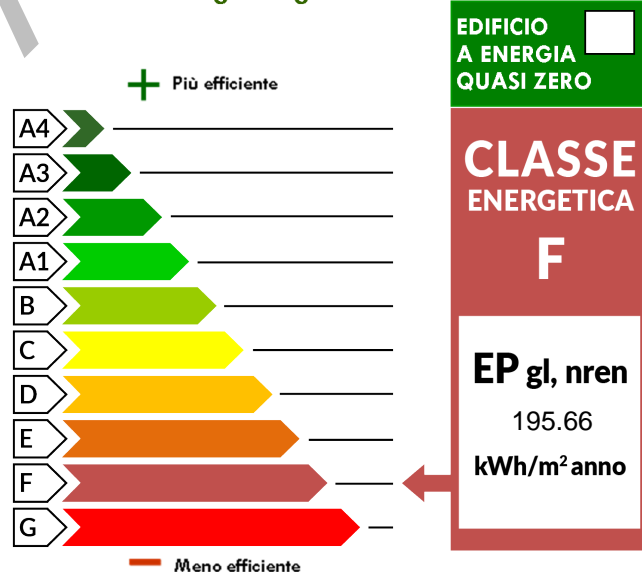 EDIFICIO
A ENERGIA
QUASI ZERO
Più efficiente
A4
A3
A2
A1
B
C
D
E
F
G
Meno efficiente
CLASSE
ENERGETICA
F
EP gl, nren
195.66
kWh/m² anno